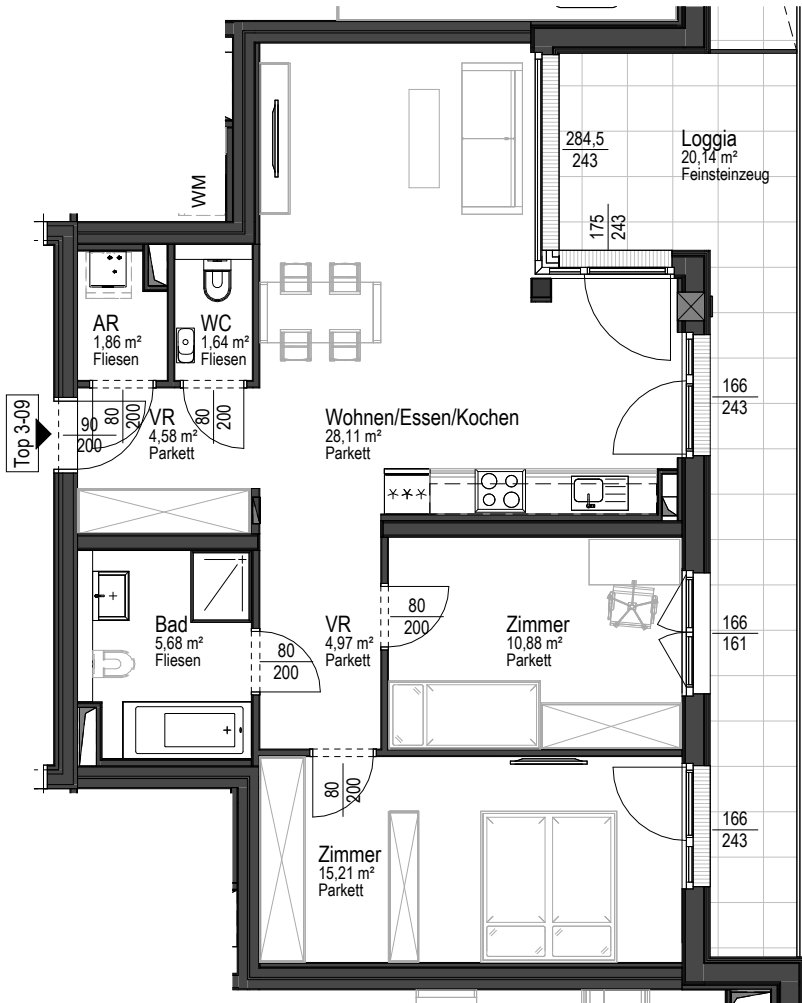 284,5
243
Loggia
20,14 m²
Feinsteinzeug
WM
175
243
AR
1,86 m²
Fliesen
WC
1,64 m²
Fliesen
166
243
Top 3-09
90
200
80
200
VR
4,58 m²
Parkett
80
200
Wohnen/Essen/Kochen
28,11 m²
Parkett
Bad
5,68 m²
Fliesen
80
200
VR
4,97 m²
Parkett
80
200
Zimmer
10,88 m²
Parkett
166
161
80
200
Zimmer
15,21 m²
Parkett
166
243